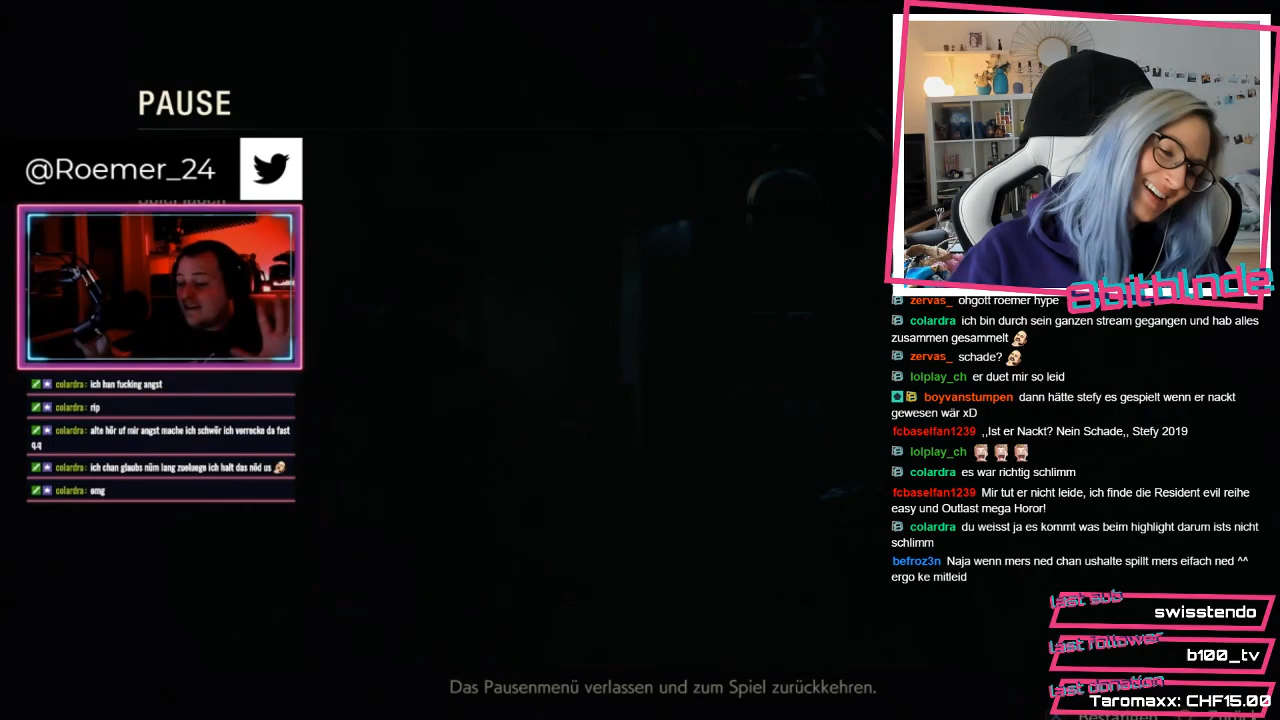 PAUSE
@Roemer_24
colardra: ich han fucking angst
colardra: rip
colardra: alte hör uf mir angst mache ich schwör ich verrecke da fast
q.q
colardra: ich chan glaubs nüm lang zueluege ich halt das nöd us
colardra: omg
8bitblnde
zervas_ ohgott roemer hype
colardra ich bin durch sein ganzen stream gegangen und hab alles
zusammen gesammelt
zervas_ schade?
lolplay_ch er duet mir so leid
boyvanstumpen dann hätte stefy es gespielt wenn er nackt
gewesen wär xD
fcbaselfan1239 ,,Ist er Nackt? Nein Schade,, Stefy 2019
lolplay_ch
colardra es war richtig schlimm
fcbaselfan1239 Mir tut er nicht leide, ich finde die Resident evil reihe
easy und Outlast mega Horor!
colardra du weisst ja es kommt was beim highlight darum ists nicht
schlimm
befroz3n Naja wenn mers ned chan ushalte spillt mers eifach ned ^^
ergo ke mitleid
last sub
swisstendo
last follower
b100_tv
last donation
Taromaxx: CHF15.00
Das Pausenmenü verlassen und zum Spiel zurückkehren.